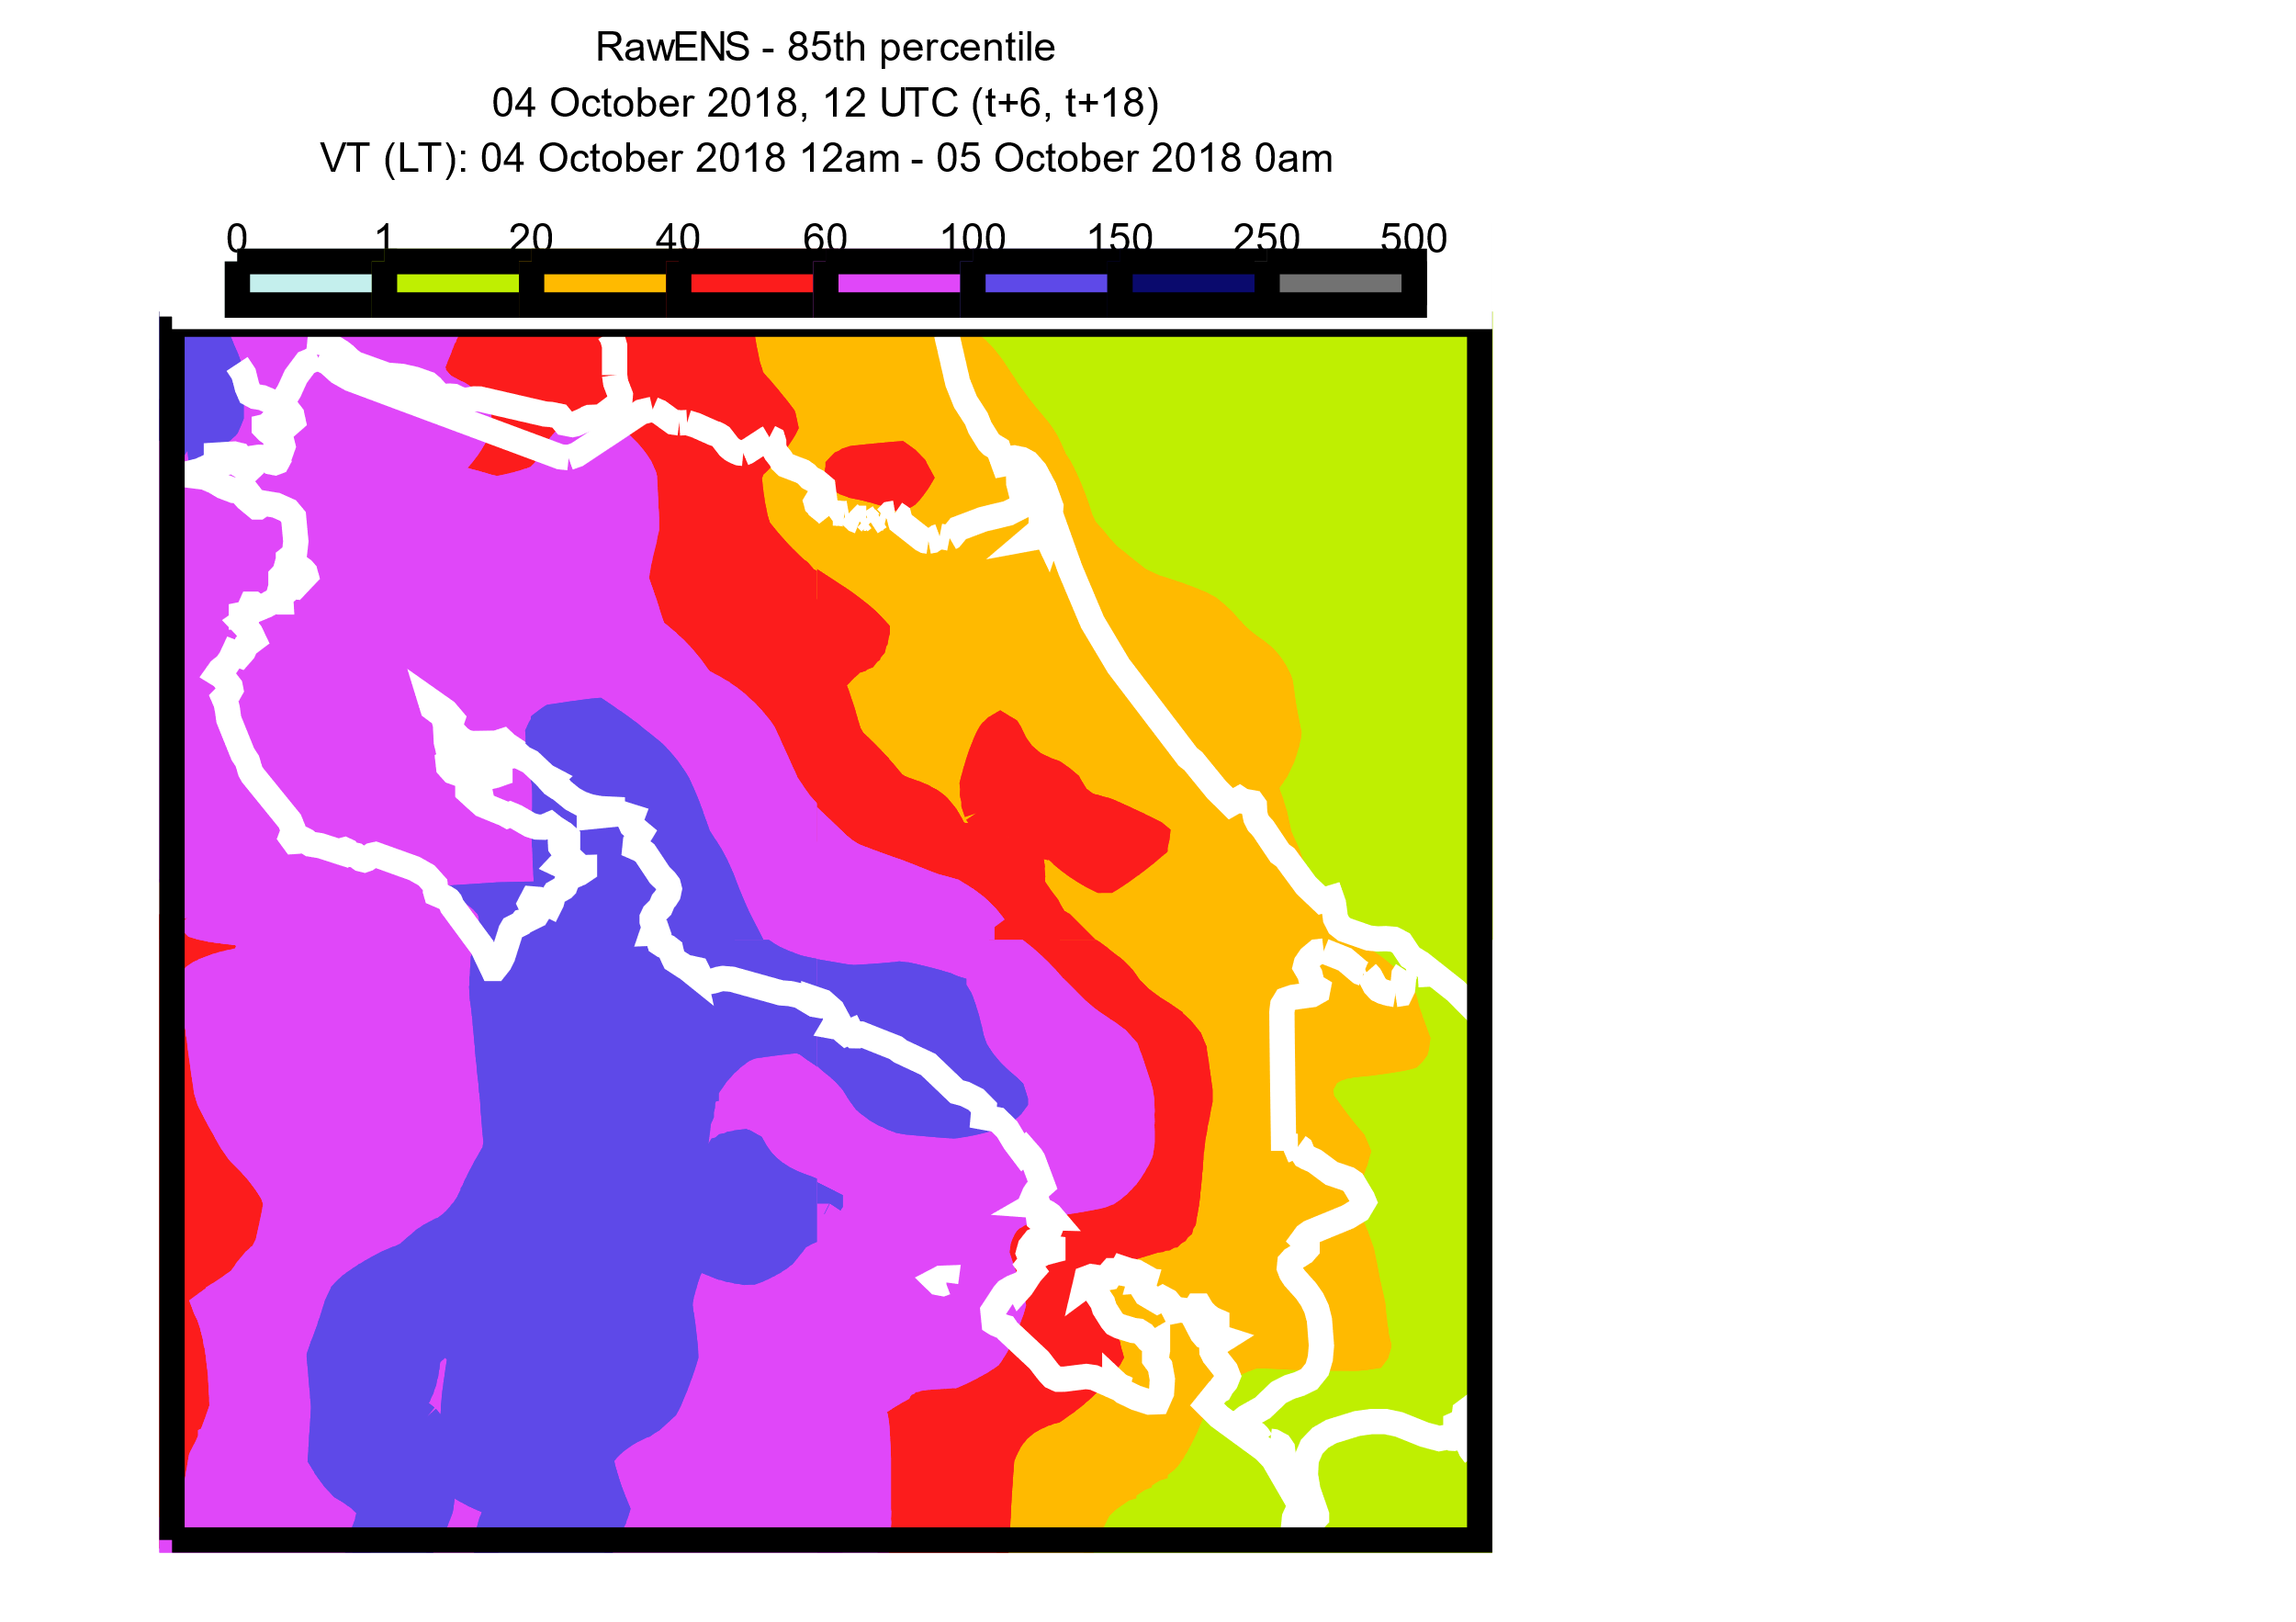 RawENS - 85th percentile
04 October 2018, 12 UTC (t+6, t+18)
VT (LT): 04 October 2018 12am - 05 October 2018 0am
0 1 20 40 60 100 150 250 500